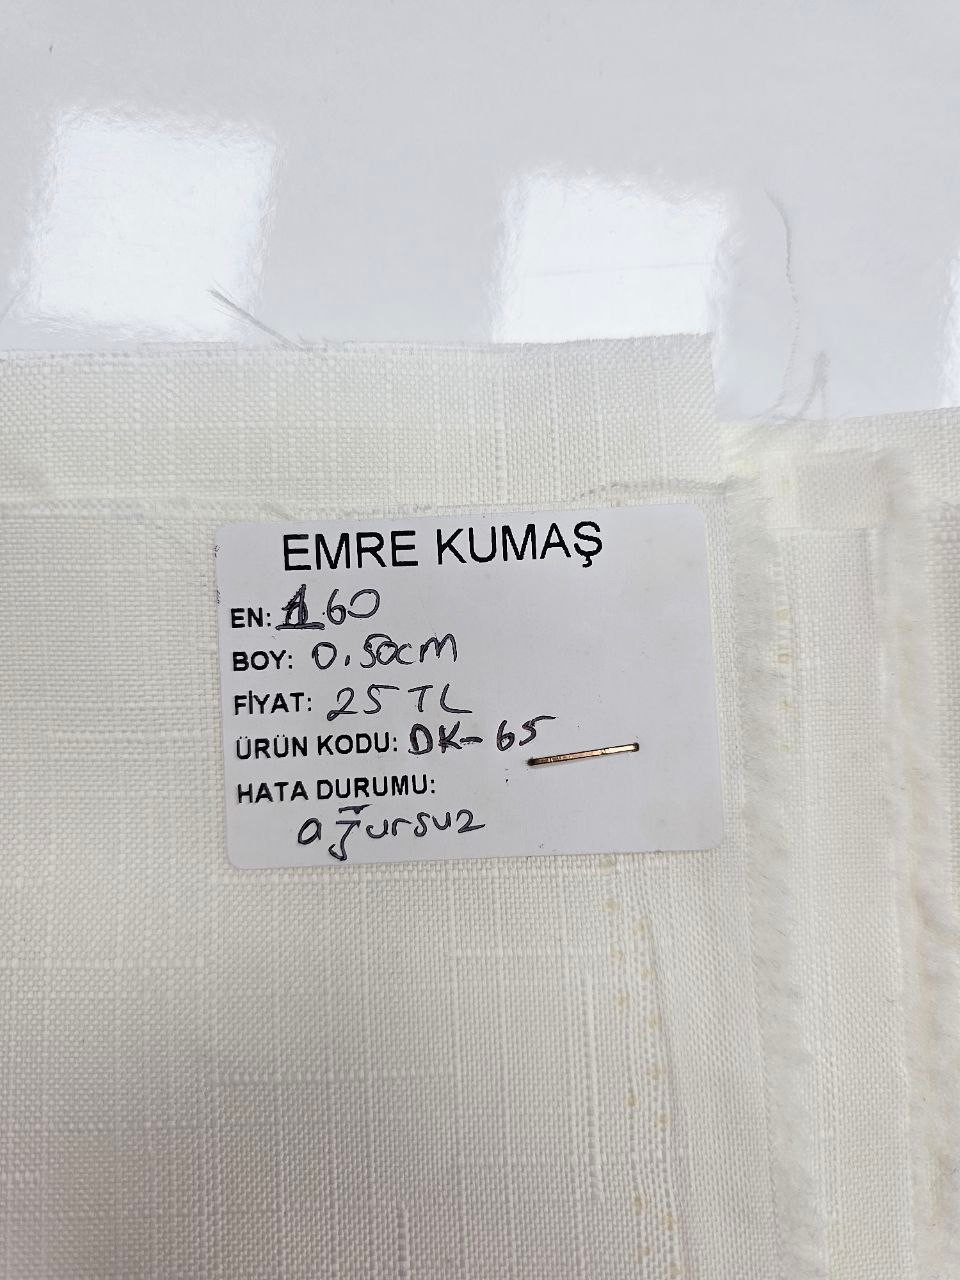 EMRE KUMAŞ
EN: 160
BOY: 0.50cm
FİYAT: 25 TL
ÜRÜN KODU: DK-65
HATA DURUMU:
ağursuz